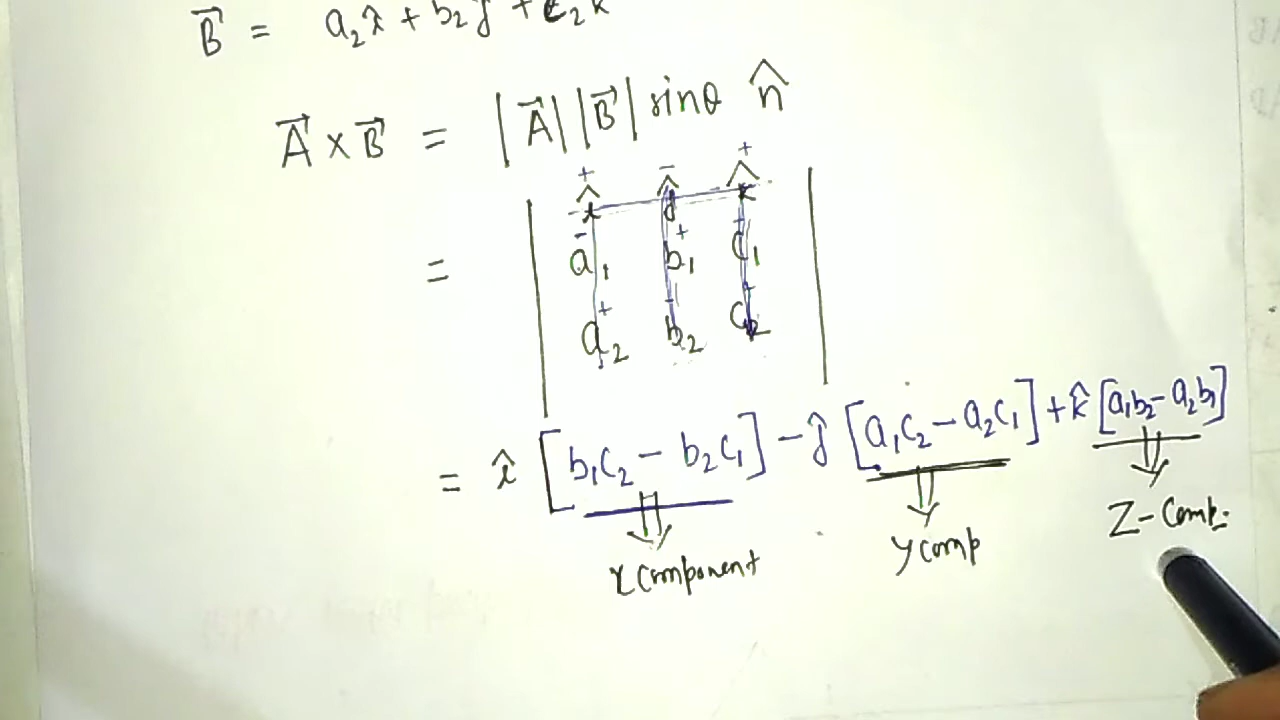 B⃗ = a₂î + b₂ĵ + c₂k̂
A⃗ × B⃗ = |A⃗| |B⃗| sinθ n̂
+ − +
= | î ĵ k̂ |
− + −
a₁ b₁ c₁
+ − +
a₂ b₂ c₂
= î [b₁c₂ − b₂c₁] − ĵ [a₁c₂ − a₂c₁] + k̂ [a₁b₂ − a₂b₁]
x component
y comp
Z-Comp.